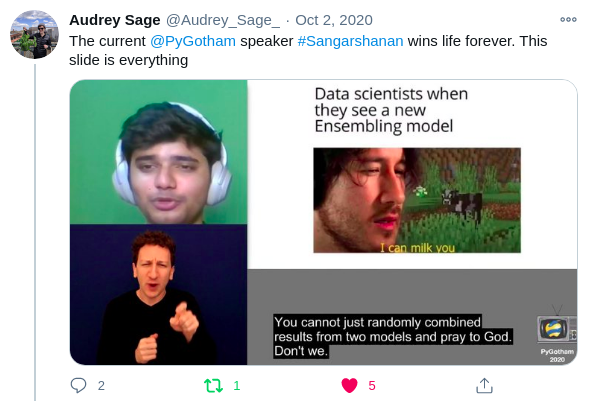 Audrey Sage @Audrey_Sage_ · Oct 2, 2020
The current @PyGotham speaker #Sangarshanan wins life forever. This
slide is everything
Data scientists when
they see a new
Ensembling model
I can milk you
You cannot just randomly combined
results from two models and pray to God.
Don't we.
PyGotham
2020
2
1
5